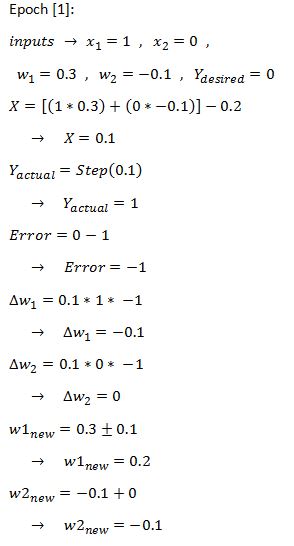 Epoch [1]:
inputs → x₁ = 1 , x₂ = 0 ,
w₁ = 0.3 , w₂ = −0.1 , Y_desired = 0
X = [(1 * 0.3) + (0 * −0.1)] − 0.2
→ X = 0.1
Y_actual = Step(0.1)
→ Y_actual = 1
Error = 0 − 1
→ Error = −1
Δw₁ = 0.1 * 1 * −1
→ Δw₁ = −0.1
Δw₂ = 0.1 * 0 * −1
→ Δw₂ = 0
w1_new = 0.3 ± 0.1
→ w1_new = 0.2
w2_new = −0.1 + 0
→ w2_new = −0.1